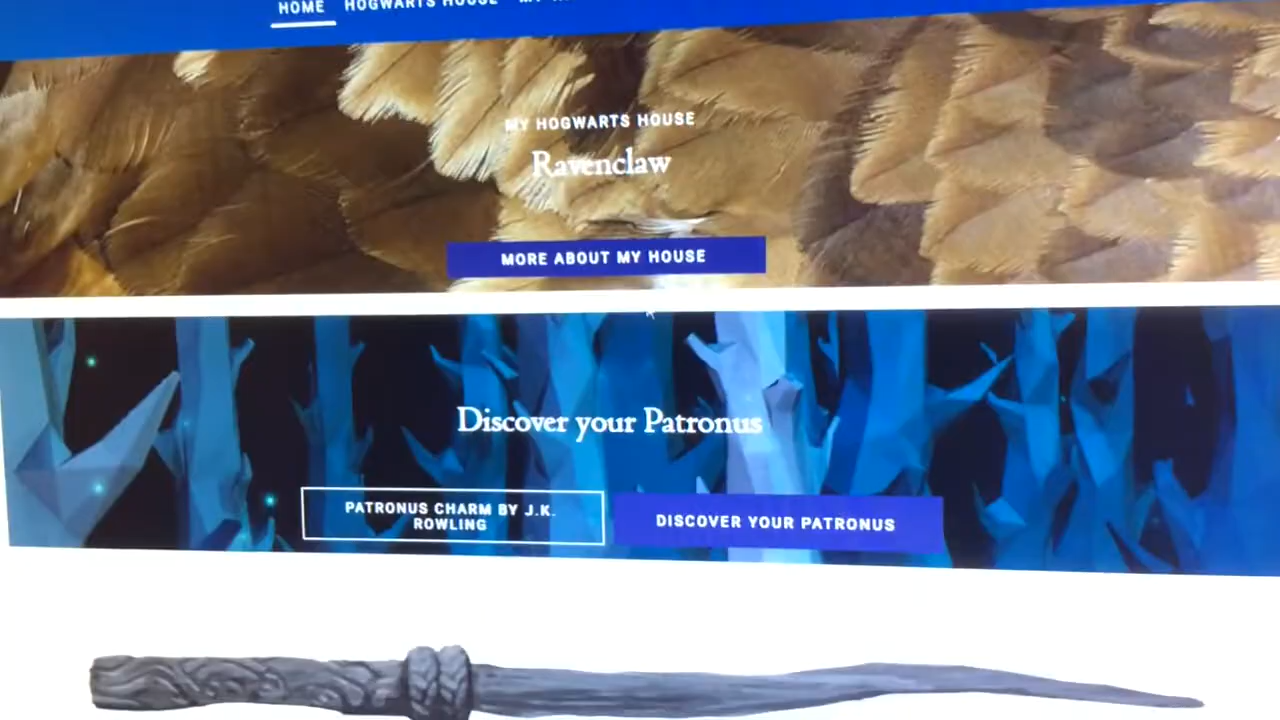 HOME HOGWARTS HOUSE MY
MY HOGWARTS HOUSE
Ravenclaw
MORE ABOUT MY HOUSE
Discover your Patronus
PATRONUS CHARM BY J.K.
ROWLING
DISCOVER YOUR PATRONUS